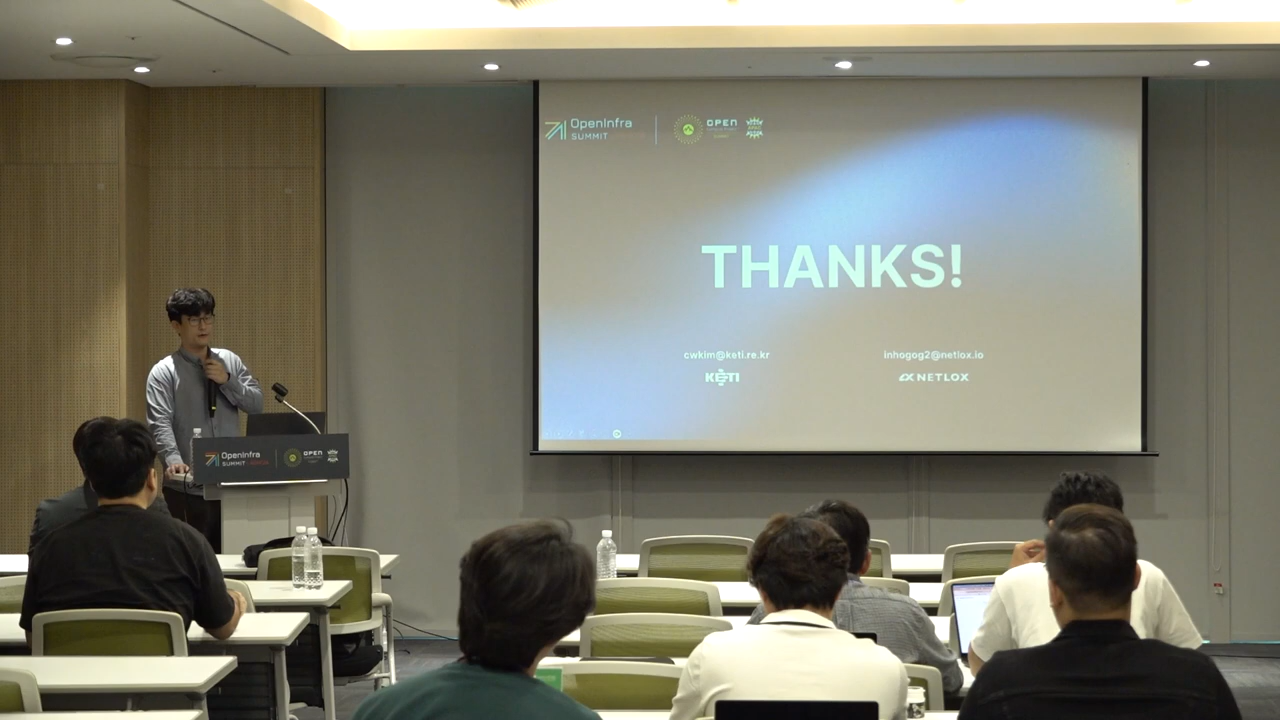 OpenInfra
SUMMIT
OPEN
THANKS!
cwkim@keti.re.kr
inhogog2@netlox.io
KETI
NETLOX
OpenInfra
SUMMIT
OPEN